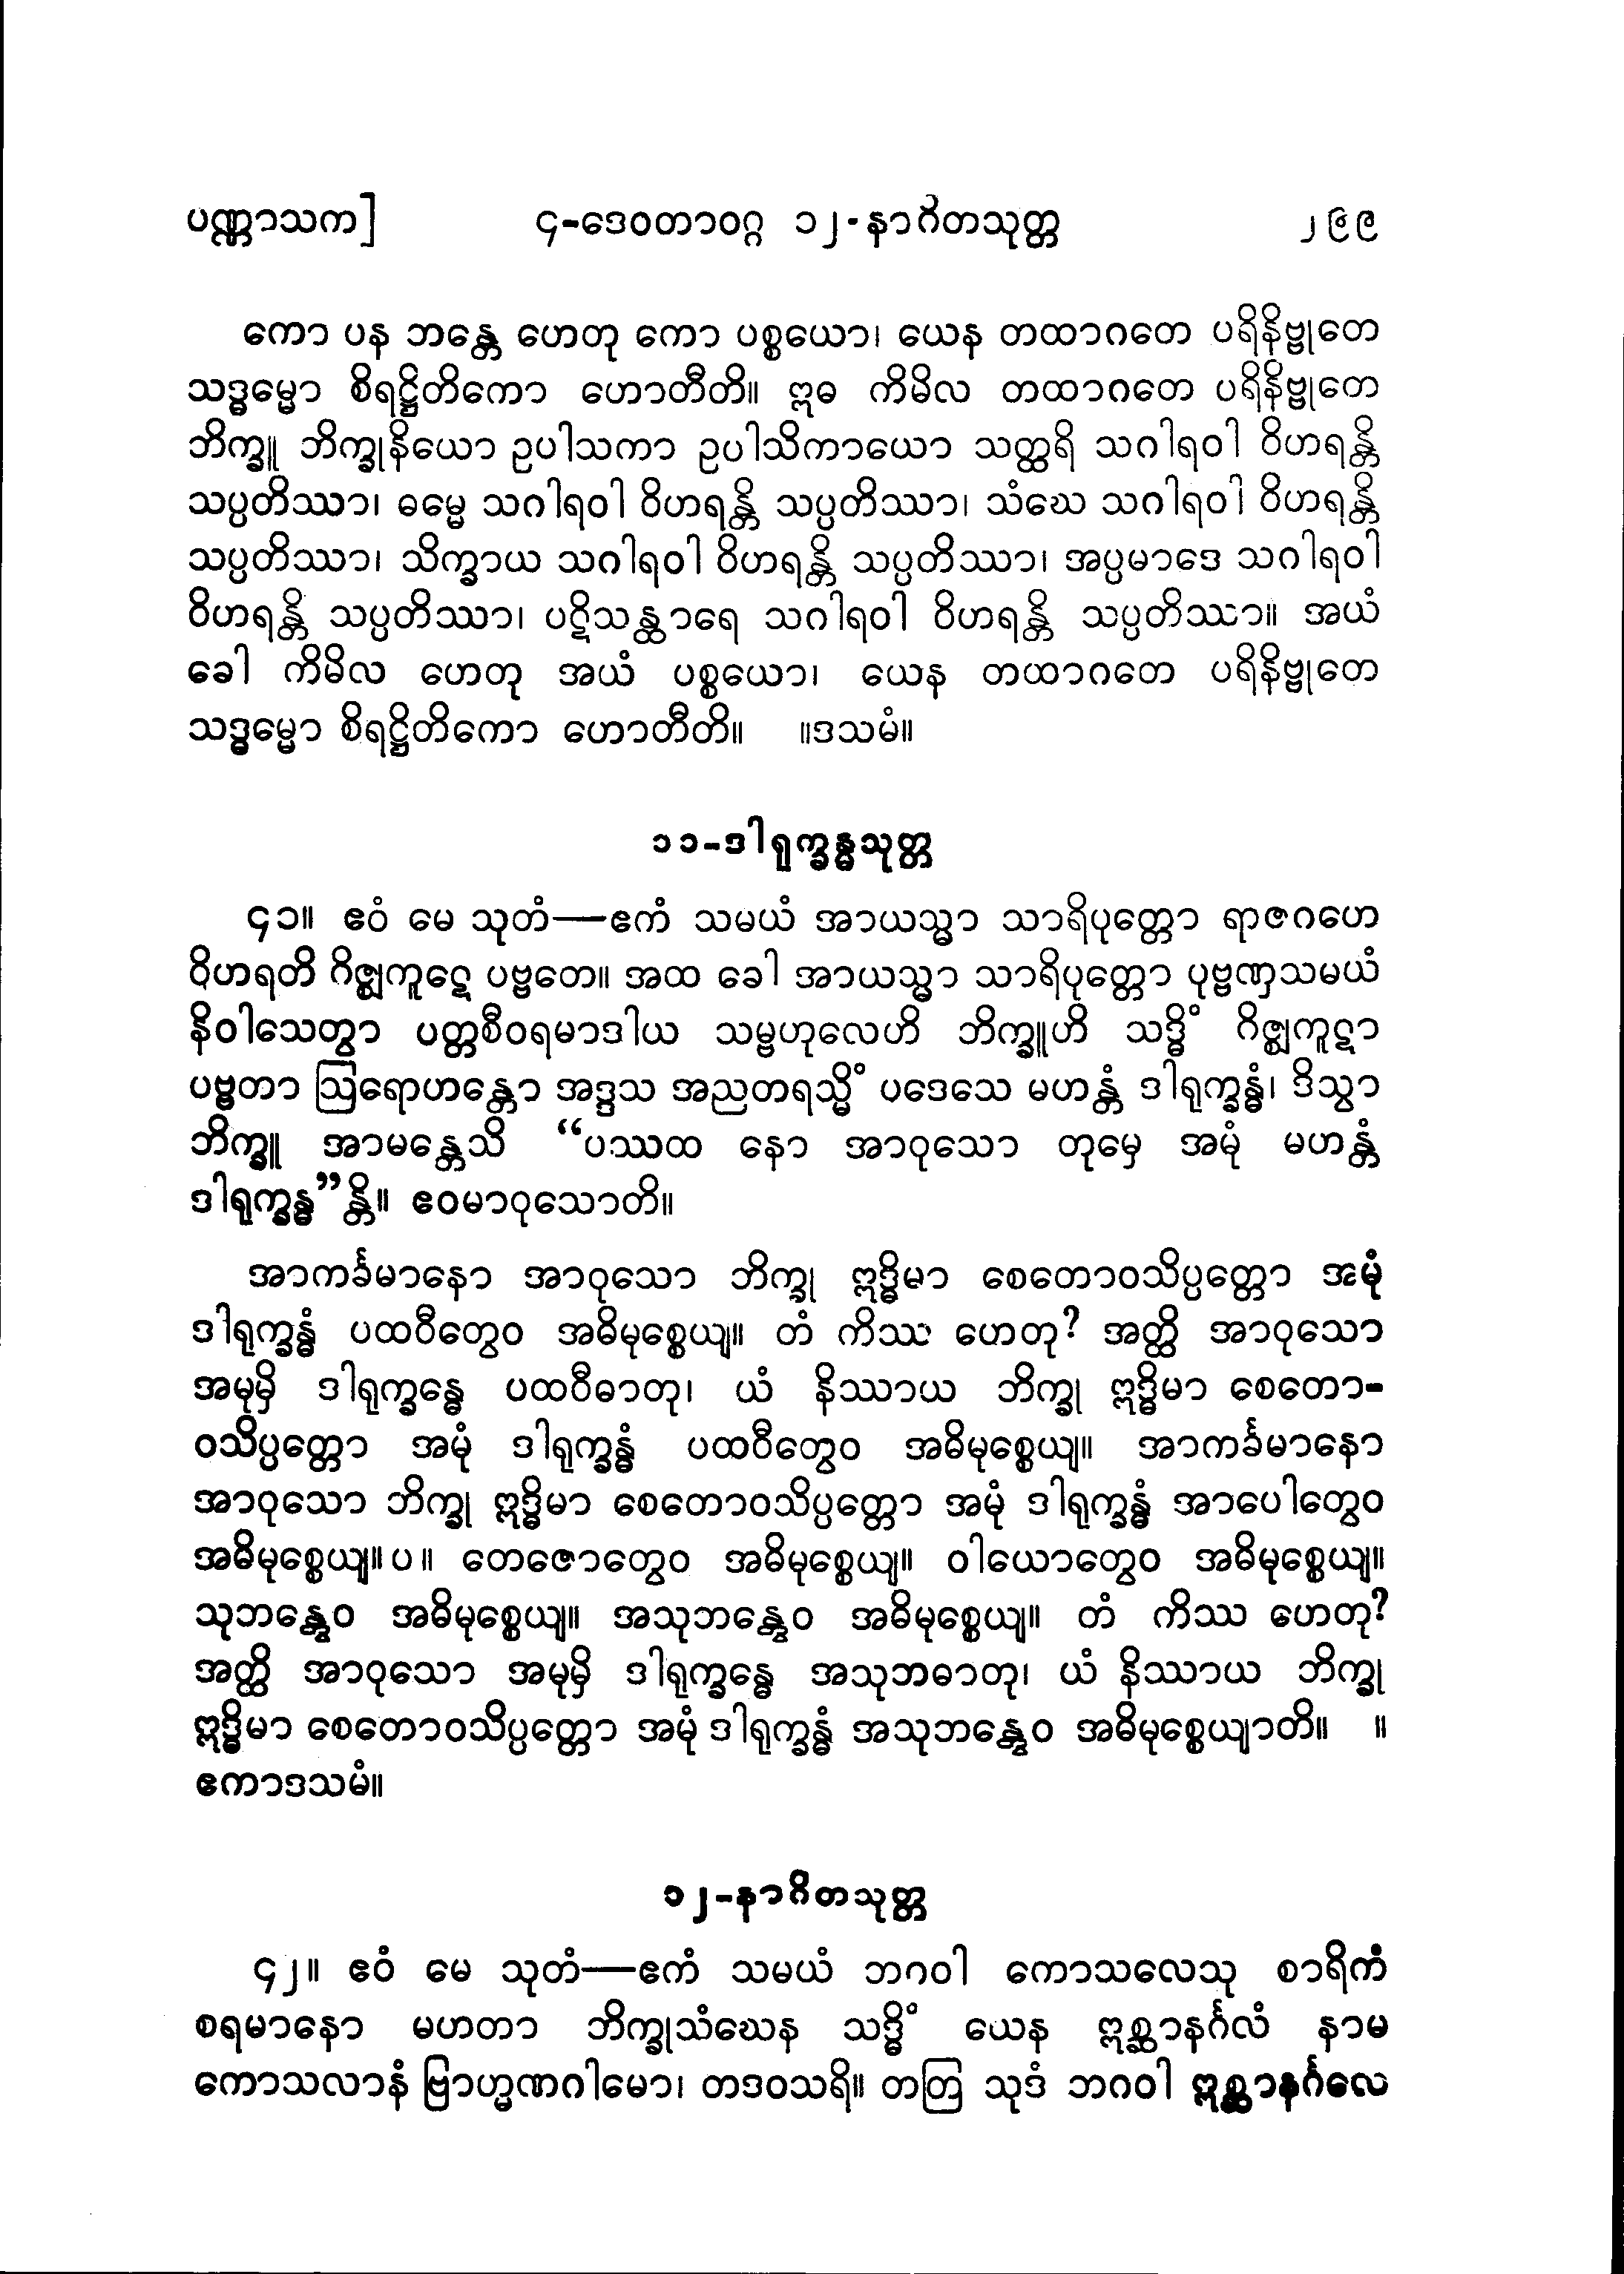 ပဏ္ဏာသက] ၄-ဒေဝတာဝဂ္ဂ ၁၂-နာဂိတသုတ္တ ၂၉၉
ကော ပန ဘန္တေ ဟေတု ကော ပစ္စယော၊ ယေန တထာဂတေ ပရိနိဗ္ဗုတေ
သဒ္ဓမ္မော စိရဋ္ဌိတိကော ဟောတီတိ။ ဣဓ ကိမိလ တထာဂတေ ပရိနိဗ္ဗုတေ
ဘိက္ခူ ဘိက္ခုနိယော ဥပါသကာ ဥပါသိကာယော သတ္ထရိ သဂါရဝါ ဝိဟရန္တိ
သပ္ပတိဿာ၊ ဓမ္မေ သဂါရဝါ ဝိဟရန္တိ သပ္ပတိဿာ၊ သံဃေ သဂါရဝါ ဝိဟရန္တိ
သပ္ပတိဿာ၊ သိက္ခာယ သဂါရဝါ ဝိဟရန္တိ သပ္ပတိဿာ၊ အပ္ပမာဒေ သဂါရဝါ
ဝိဟရန္တိ သပ္ပတိဿာ၊ ပဋိသန္ထာရေ သဂါရဝါ ဝိဟရန္တိ သပ္ပတိဿာ။ အယံ
ခေါ ကိမိလ ဟေတု အယံ ပစ္စယော၊ ယေန တထာဂတေ ပရိနိဗ္ဗုတေ
သဒ္ဓမ္မော စိရဋ္ဌိတိကော ဟောတီတိ။ ။ဒသမံ။
၁၁-ဒါရုက္ခန္ဓသုတ္တ
၄၁။ ဧဝံ မေ သုတံ—ဧကံ သမယံ အာယသ္မာ သာရိပုတ္တော ရာဇဂဟေ
ဝိဟရတိ ဂိဇ္ဈကူဋေ ပဗ္ဗတေ။ အထ ခေါ အာယသ္မာ သာရိပုတ္တော ပုဗ္ဗဏှသမယံ
နိဝါသေတွာ ပတ္တစီဝရမာဒါယ သမ္ဗဟုလေဟိ ဘိက္ခူဟိ သဒ္ဓိံ ဂိဇ္ဈကူဋာ
ပဗ္ဗတာ ဩရောဟန္တော အဒ္ဒသ အညတရသ္မိံ ပဒေသေ မဟန္တံ ဒါရုက္ခန္ဓံ၊ ဒိသွာ
ဘိက္ခူ အာမန္တေသိ “ပဿထ နော အာဝုသော တုမှေ အမုံ မဟန္တံ
ဒါရုက္ခန္ဓ”န္တိ။ ဧဝမာဝုသောတိ။
အာကင်္ခမာနော အာဝုသော ဘိက္ခု ဣဒ္ဓိမာ စေတောဝသိပ္ပတ္တော အမုံ
ဒါရုက္ခန္ဓံ ပထဝီတွေဝ အဓိမုစ္စေယျ။ တံ ကိဿ ဟေတု? အတ္ထိ အာဝုသော
အမုမှိ ဒါရုက္ခန္ဓေ ပထဝီဓာတု၊ ယံ နိဿာယ ဘိက္ခု ဣဒ္ဓိမာ စေတော-
ဝသိပ္ပတ္တော အမုံ ဒါရုက္ခန္ဓံ ပထဝီတွေဝ အဓိမုစ္စေယျ။ အာကင်္ခမာနော
အာဝုသော ဘိက္ခု ဣဒ္ဓိမာ စေတောဝသိပ္ပတ္တော အမုံ ဒါရုက္ခန္ဓံ အာပေါတွေဝ
အဓိမုစ္စေယျ။ပ။ တေဇောတွေဝ အဓိမုစ္စေယျ။ ဝါယောတွေဝ အဓိမုစ္စေယျ။
သုဘန္တွေဝ အဓိမုစ္စေယျ။ အသုဘန္တွေဝ အဓိမုစ္စေယျ။ တံ ကိဿ ဟေတု?
အတ္ထိ အာဝုသော အမုမှိ ဒါရုက္ခန္ဓေ အသုဘဓာတု၊ ယံ နိဿာယ ဘိက္ခု
ဣဒ္ဓိမာ စေတောဝသိပ္ပတ္တော အမုံ ဒါရုက္ခန္ဓံ အသုဘန္တွေဝ အဓိမုစ္စေယျာတိ။ ။
ဧကာဒသမံ။
၁၂-နာဂိတသုတ္တ
၄၂။ ဧဝံ မေ သုတံ—ဧကံ သမယံ ဘဂဝါ ကောသလေသု စာရိကံ
စရမာနော မဟတာ ဘိက္ခုသံဃေန သဒ္ဓိံ ယေန ဣစ္ဆာနင်္ဂလံ နာမ
ကောသလာနံ ဗြာဟ္မဏဂါမော၊ တဒဝသရိ။ တတြ သုဒံ ဘဂဝါ ဣစ္ဆာနင်္ဂလေ